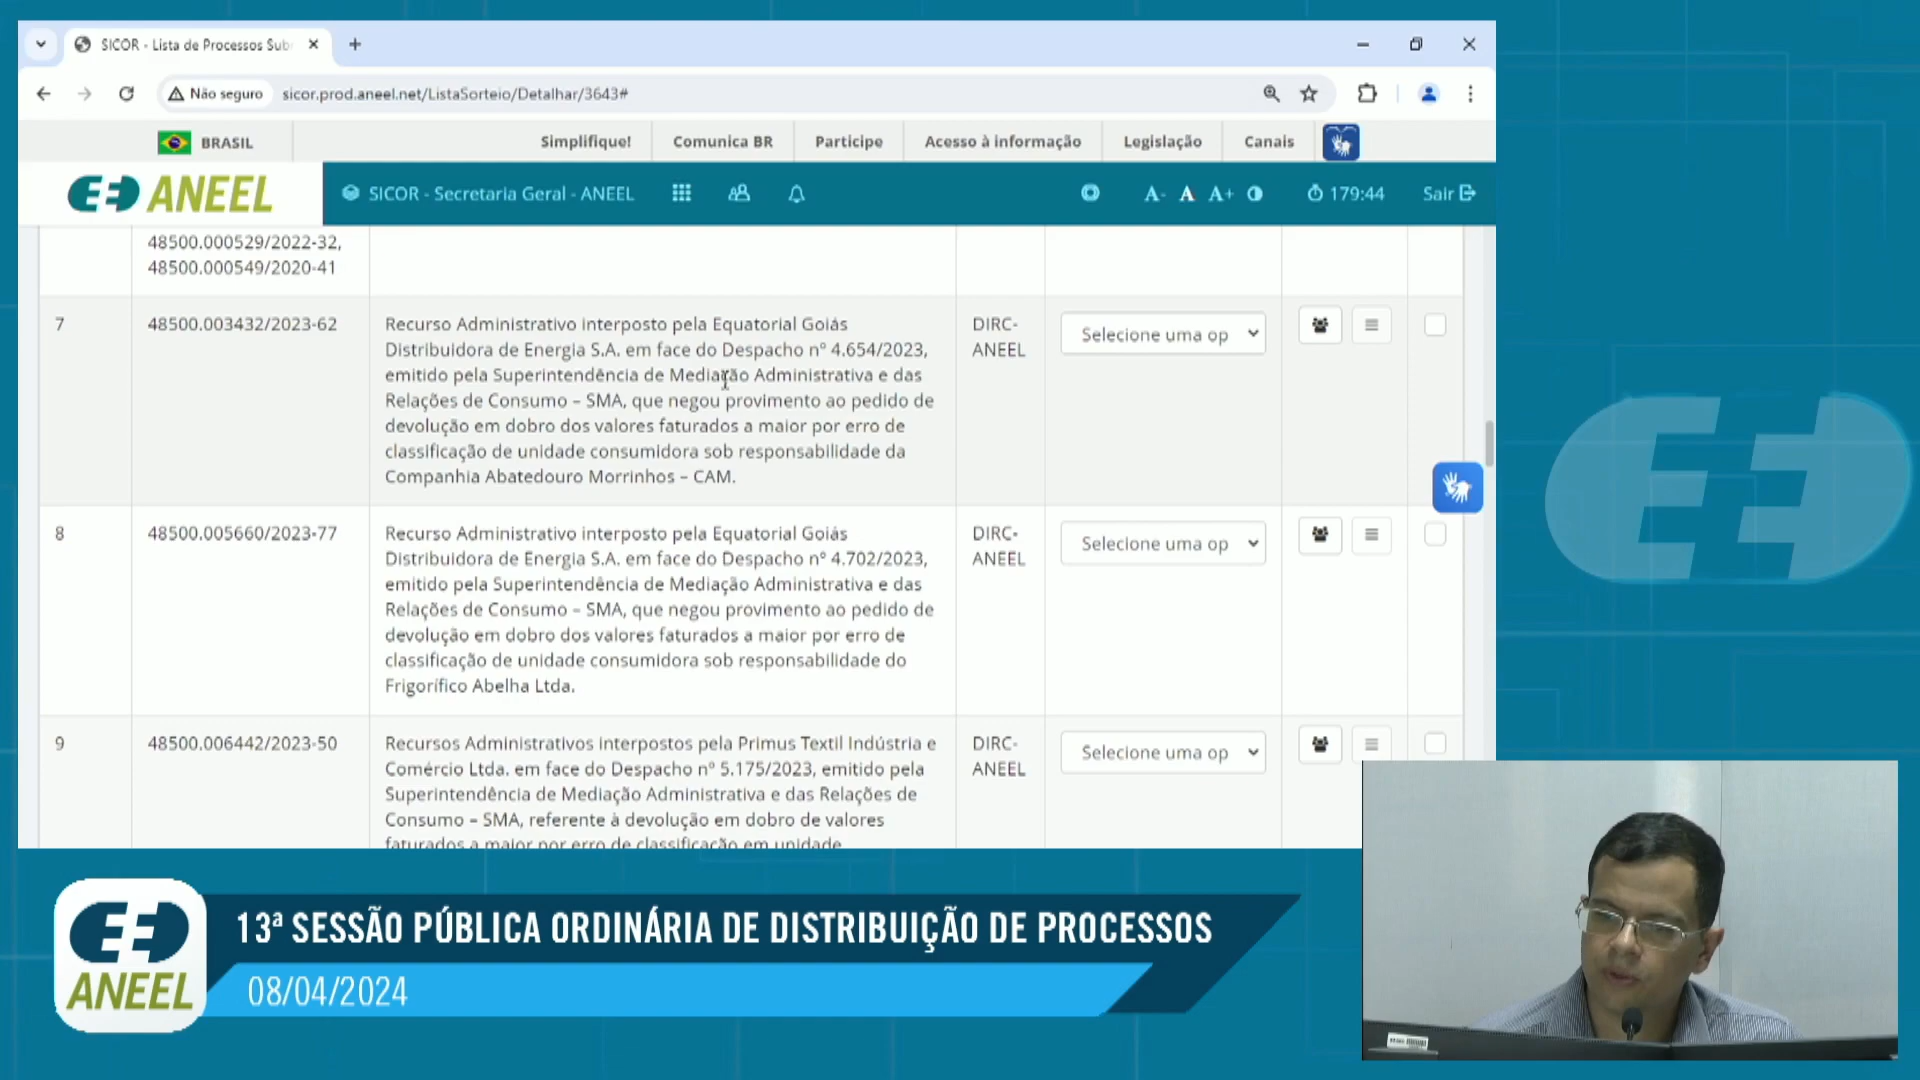 SICOR - Lista de Processos Sub
Não seguro
sicor.prod.aneel.net/ListaSorteio/Detalhar/3643#
BRASIL
Simplifique!
Comunica BR
Participe
Acesso à informação
Legislação
Canais
ANEEL
SICOR - Secretaria Geral - ANEEL
A-
A
A+
179:44
Sair
48500.000529/2022-32,
48500.000549/2020-41
7
48500.003432/2023-62
Recurso Administrativo interposto pela Equatorial Goiás
Distribuidora de Energia S.A. em face do Despacho nº 4.654/2023,
emitido pela Superintendência de Mediação Administrativa e das
Relações de Consumo – SMA, que negou provimento ao pedido de
devolução em dobro dos valores faturados a maior por erro de
classificação de unidade consumidora sob responsabilidade da
Companhia Abatedouro Morrinhos – CAM.
DIRC-
ANEEL
Selecione uma op
8
48500.005660/2023-77
Recurso Administrativo interposto pela Equatorial Goiás
Distribuidora de Energia S.A. em face do Despacho nº 4.702/2023,
emitido pela Superintendência de Mediação Administrativa e das
Relações de Consumo – SMA, que negou provimento ao pedido de
devolução em dobro dos valores faturados a maior por erro de
classificação de unidade consumidora sob responsabilidade do
Frigorífico Abelha Ltda.
DIRC-
ANEEL
Selecione uma op
9
48500.006442/2023-50
Recursos Administrativos interpostos pela Primus Textil Indústria e
Comércio Ltda. em face do Despacho nº 5.175/2023, emitido pela
Superintendência de Mediação Administrativa e das Relações de
Consumo – SMA, referente à devolução em dobro de valores
faturados a maior por erro de classificação em unidade
DIRC-
ANEEL
Selecione uma op
ANEEL
13ª SESSÃO PÚBLICA ORDINÁRIA DE DISTRIBUIÇÃO DE PROCESSOS
08/04/2024